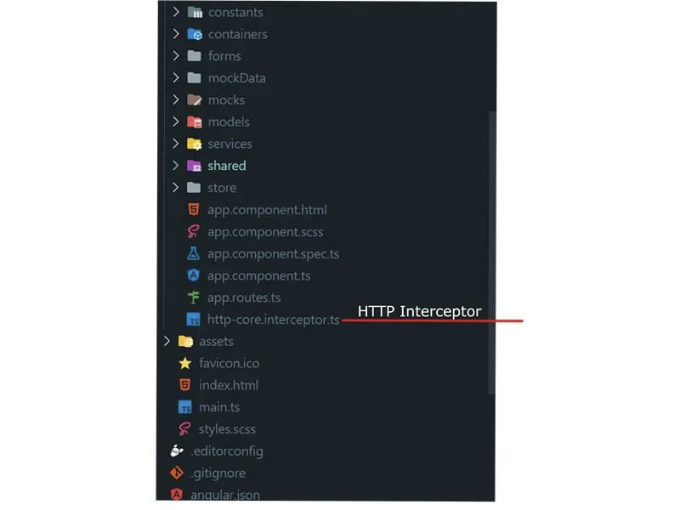 constants
containers
forms
mockData
mocks
models
services
shared
store
app.component.html
app.component.scss
app.component.spec.ts
app.component.ts
app.routes.ts
http-core.interceptor.ts HTTP Interceptor
assets
favicon.ico
index.html
main.ts
styles.scss
.editorconfig
.gitignore
angular.json